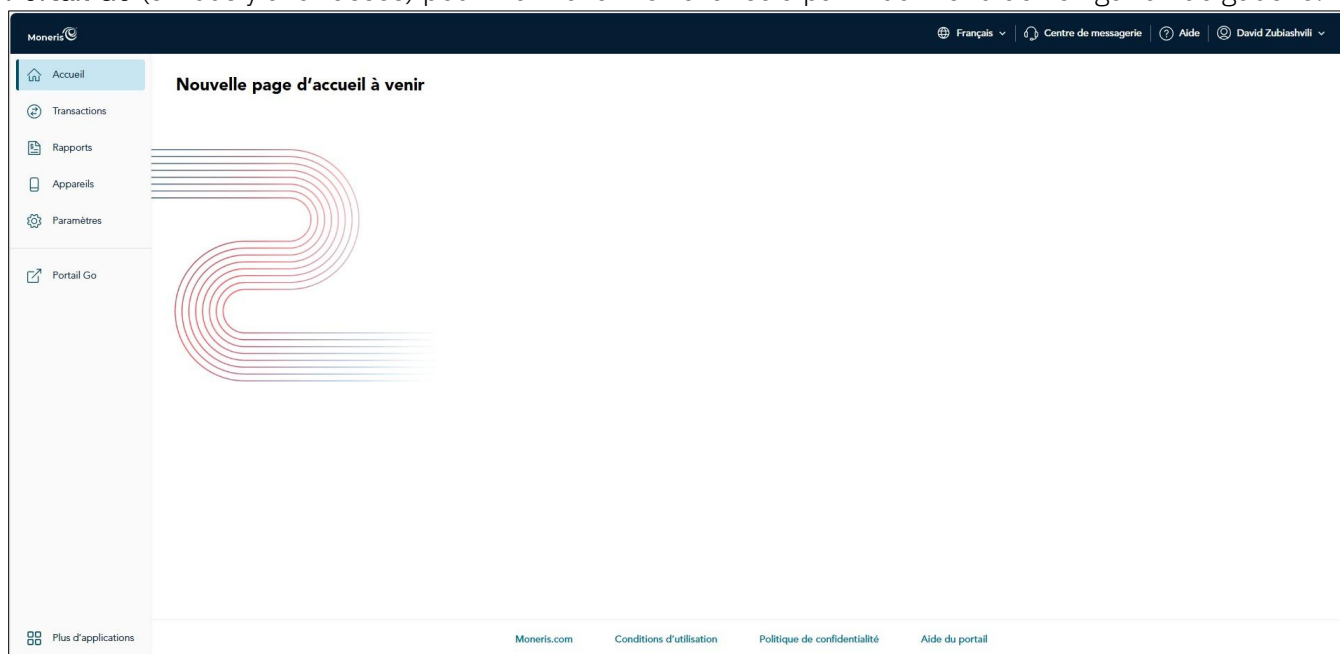 Moneris
Français
Centre de messagerie
Aide
David Zubiashvili
Accueil
Transactions
Rapports
Appareils
Paramètres
Portail Go
Plus d'applications
Nouvelle page d’accueil à venir
Moneris.com
Conditions d'utilisation
Politique de confidentialité
Aide du portail